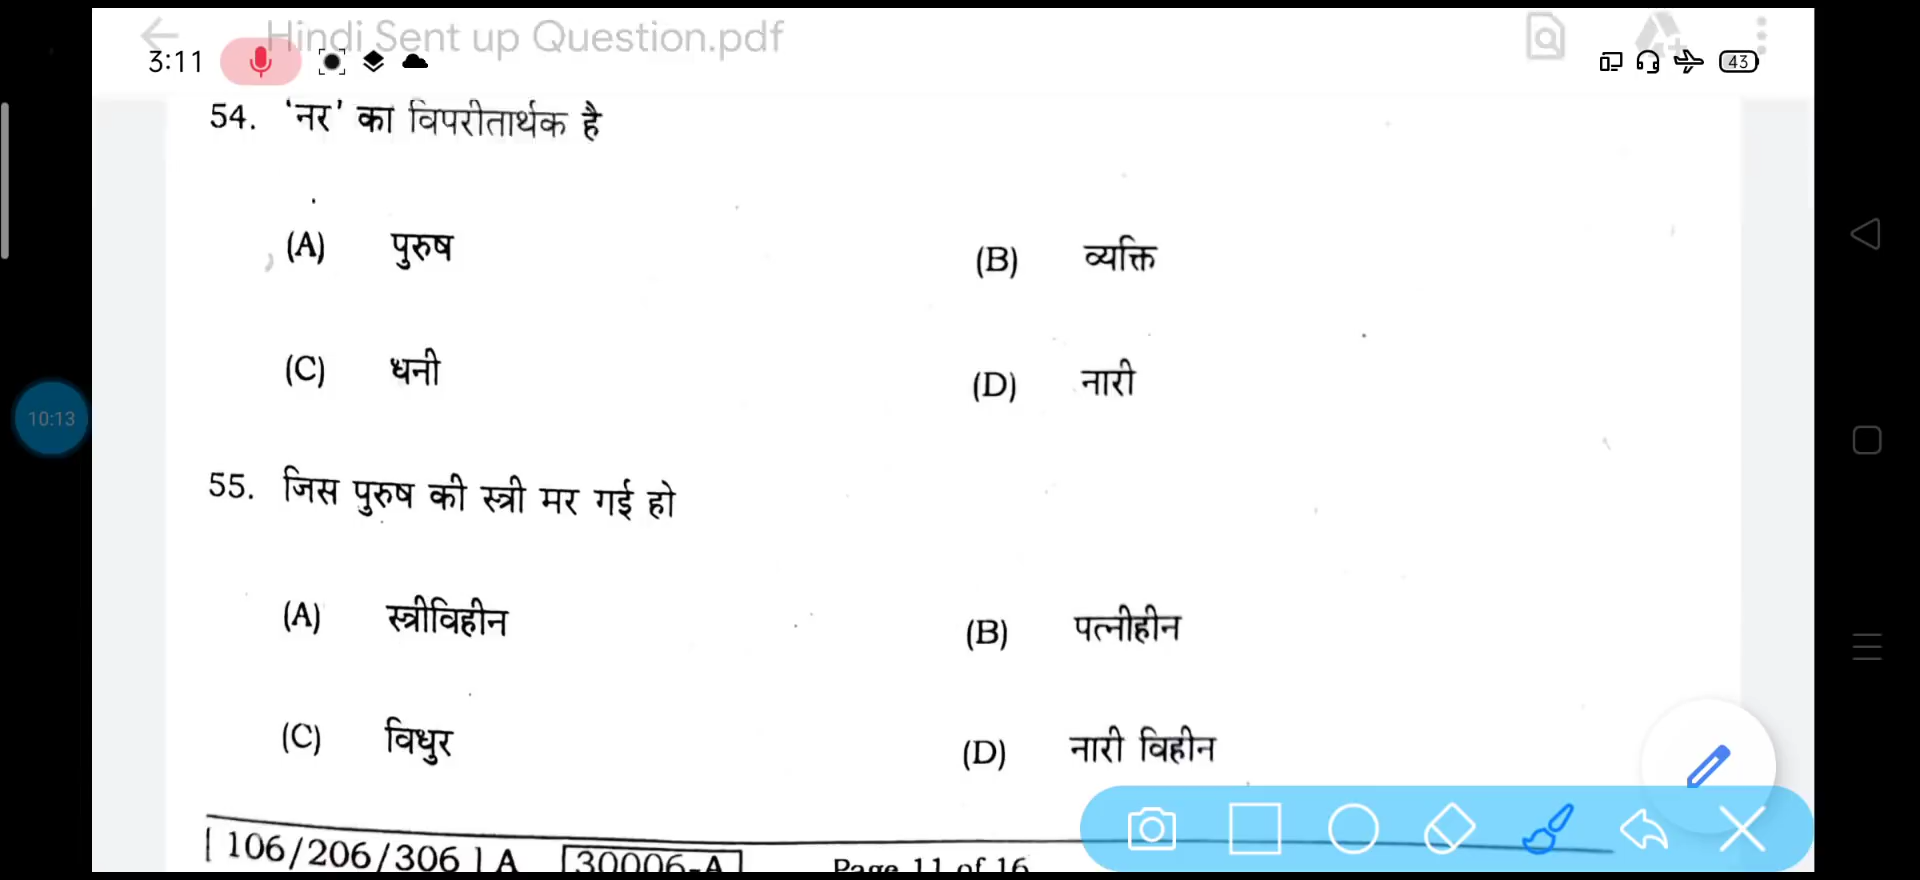 Hindi Sent up Question.pdf
3:11
43
54. 'नर' का विपरीतार्थक है
(A) पुरुष (B) व्यक्ति
(C) धनी (D) नारी
10:13
55. जिस पुरुष की स्त्री मर गई हो
(A) स्त्रीविहीन (B) पत्नीहीन
(C) विधुर (D) नारी विहीन
[ 106/206/306 ] A 30006-A Page 11 of 16